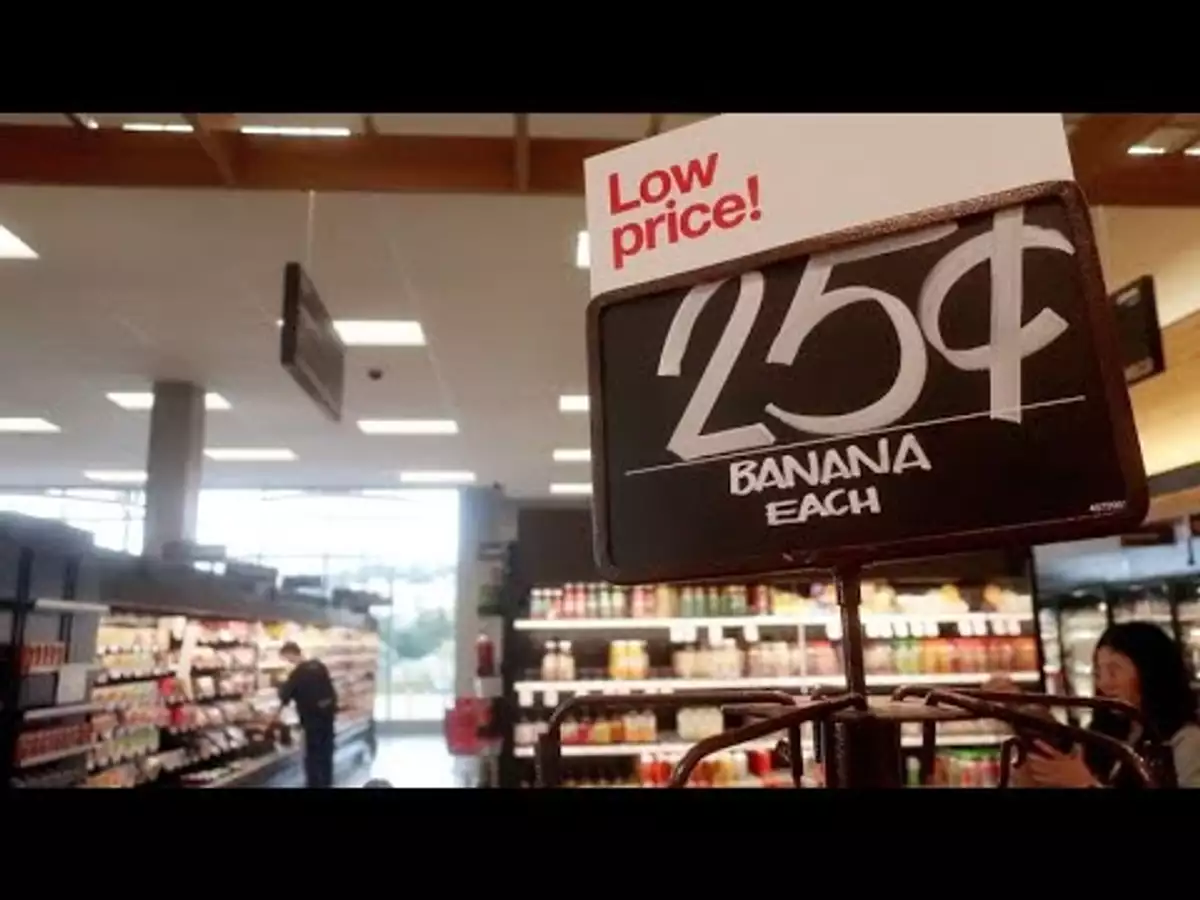 Low
price!
25¢
BANANA
EACH